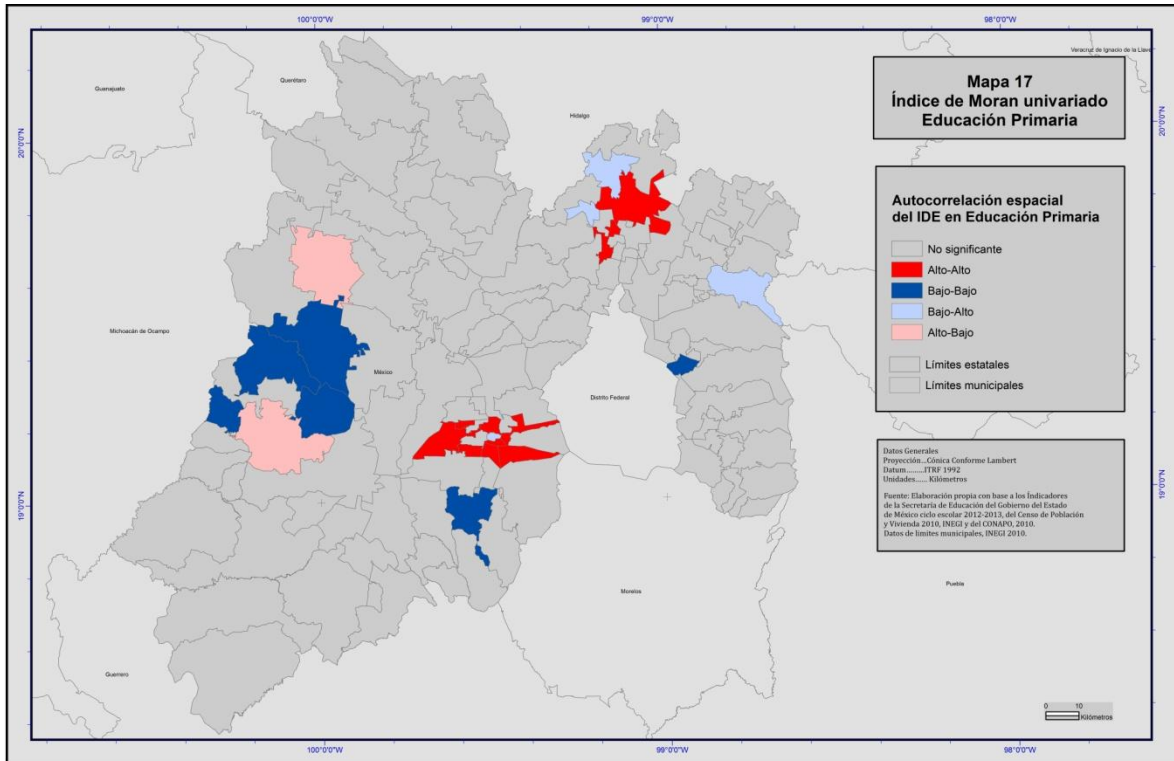 100°0'0"W
99°0'0"W
98°0'0"W
Veracruz de Ignacio de la Llave
Querétaro
Guanajuato
Hidalgo
20°0'0"N
20°0'0"N
Mapa 17
Índice de Moran univariado
Educación Primaria
Autocorrelación espacial
del IDE en Educación Primaria
No significante
Alto-Alto
Bajo-Bajo
Bajo-Alto
Alto-Bajo
Límites estatales
Límites municipales
Michoacán de Ocampo
México
Distrito Federal
Datos Generales
Proyección...Cónica Conforme Lambert
Datum.........ITRF 1992
Unidades...... Kilómetros
Fuente: Elaboración propia con base a los Índicadores
de la Secretaría de Educación del Gobierno del Estado
de México ciclo escolar 2012-2013, del Censo de Población
y Vivienda 2010, INEGI y del CONAPO, 2010.
Datos de limites municipales, INEGI 2010.
19°0'0"N
19°0'0"N
Puebla
Morelos
Guerrero
0 10
Kilómetros
100°0'0"W
99°0'0"W
98°0'0"W